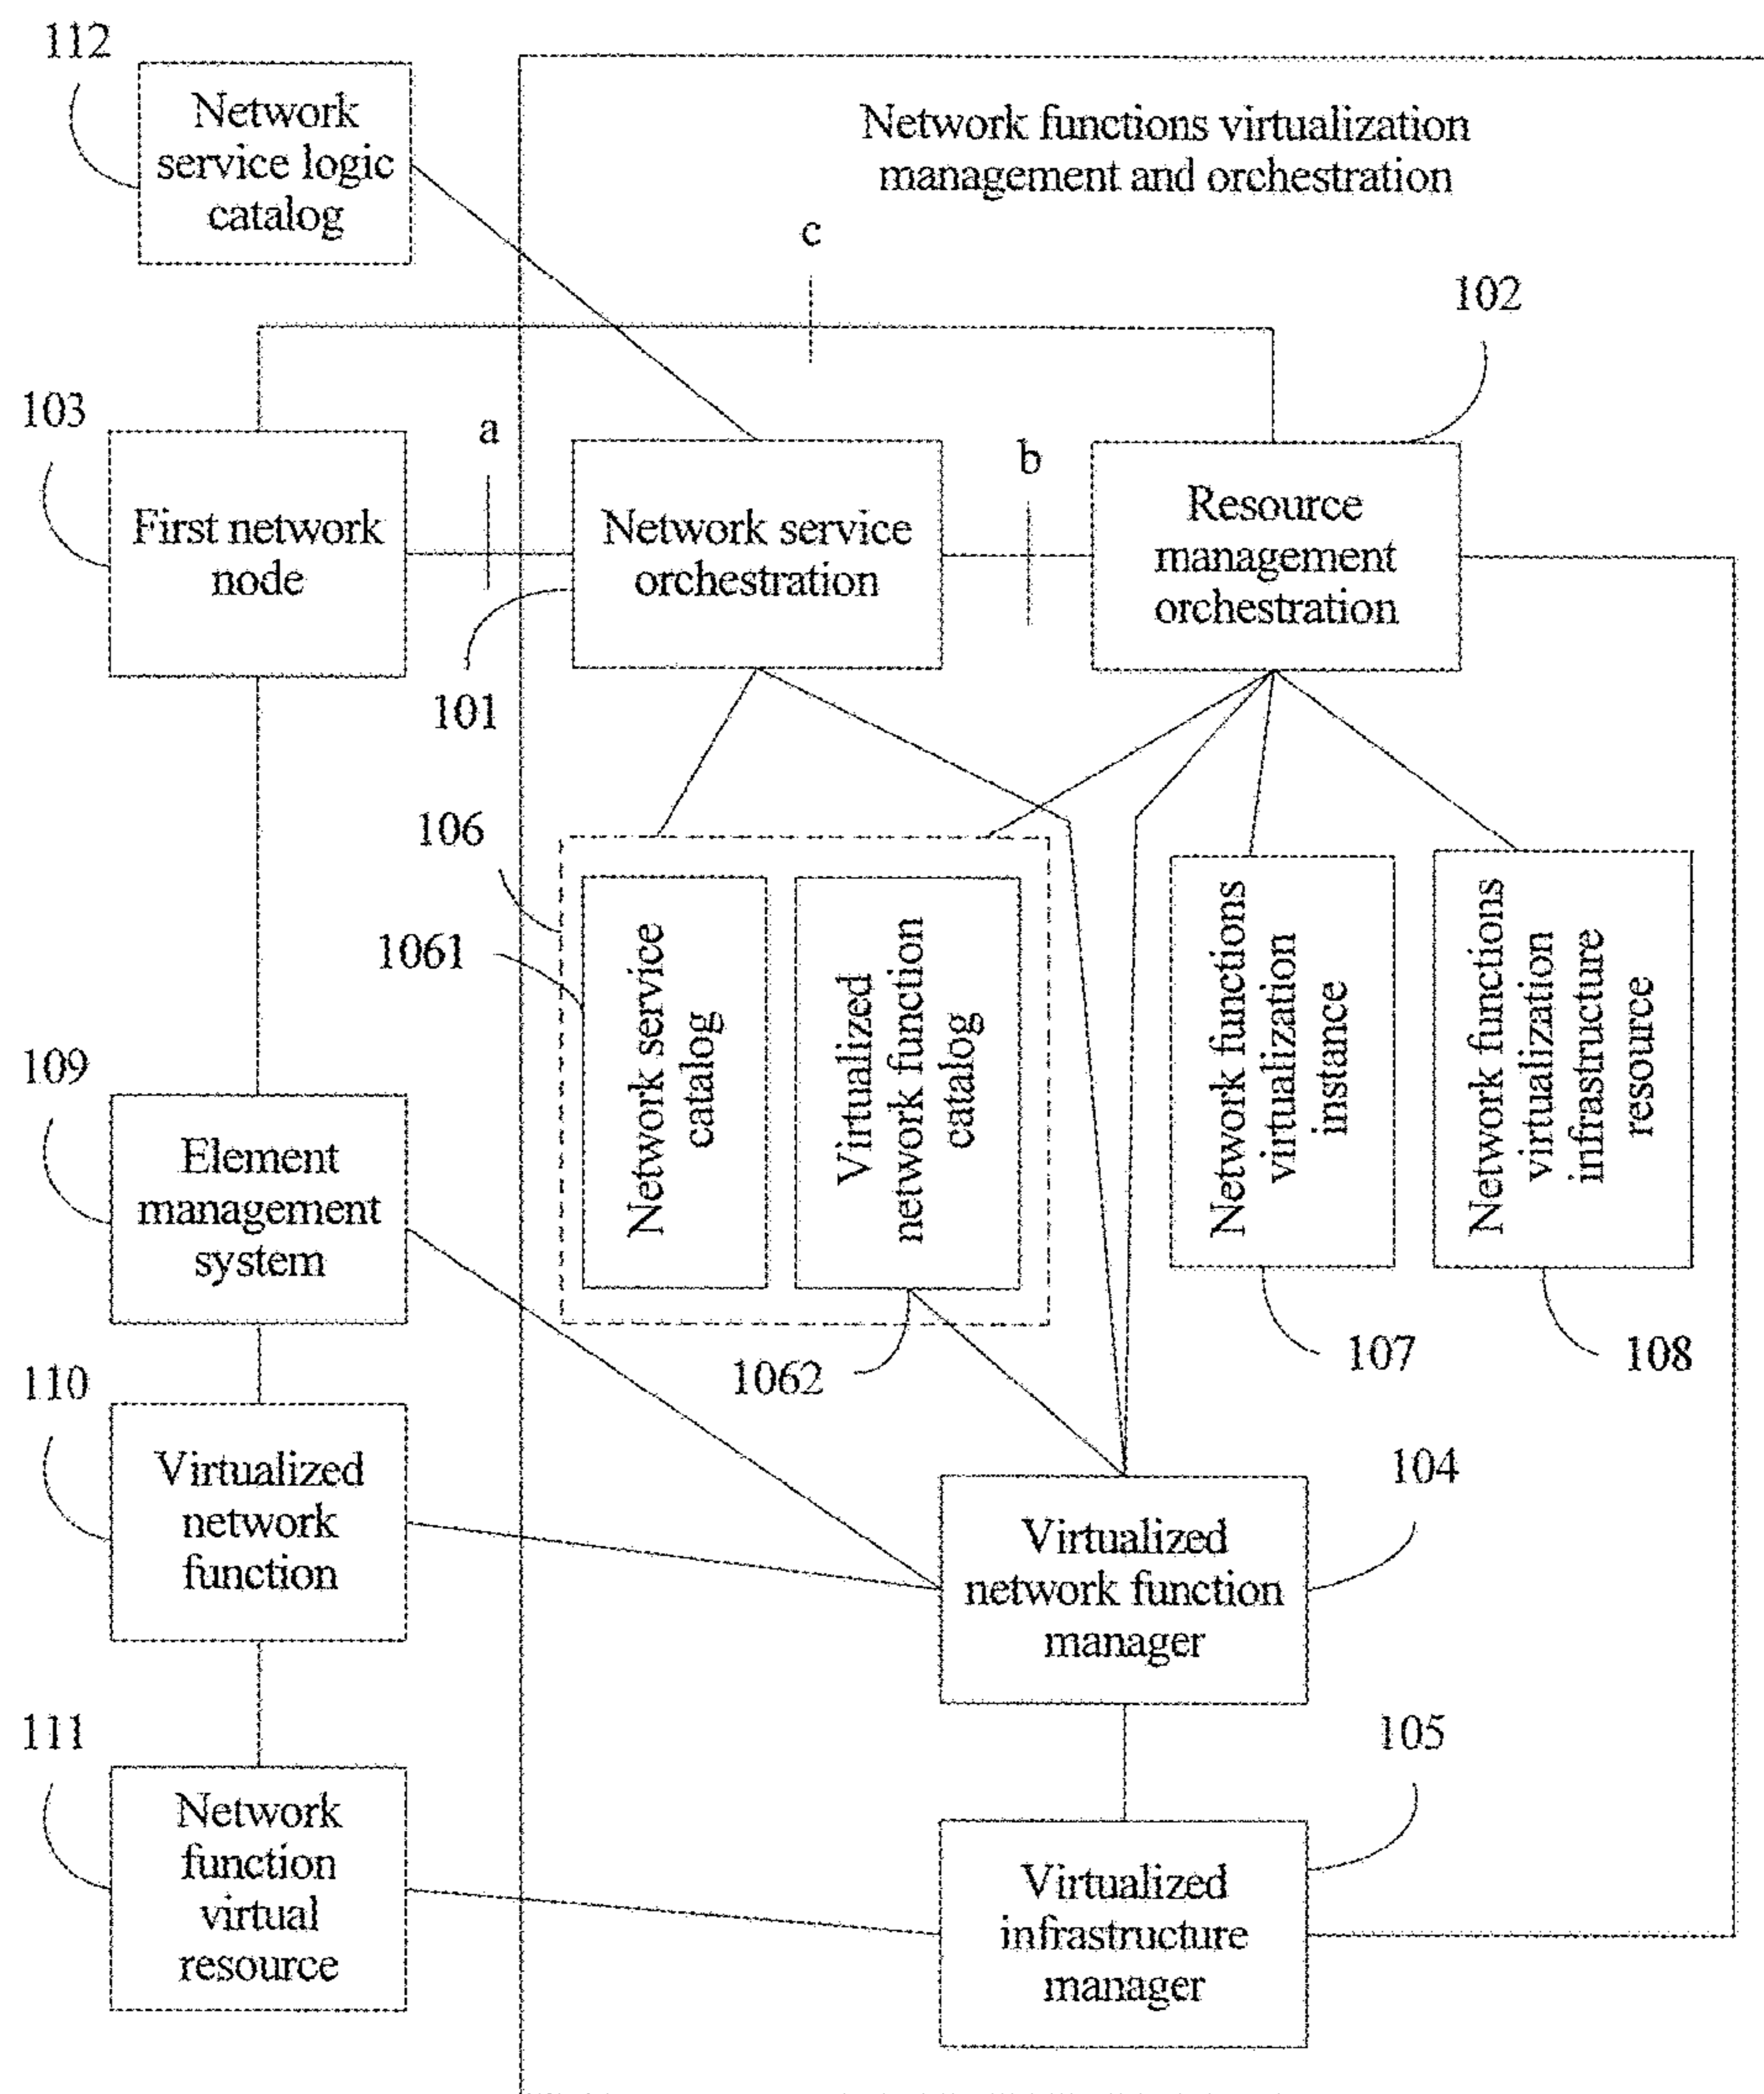 112
Network
service logic
catalog
Network functions virtualization
management and orchestration
c
102
103
a
b
First network
node
Network service
orchestration
Resource
management
orchestration
101
106
1061
Network service
catalog
Virtualized
network function
catalog
Network functions
virtualization
instance
Network functions
virtualization
infrastructure
resource
109
Element
management
system
1062
107
108
110
Virtualized
network
function
104
Virtualized
network function
manager
111
105
Network
function
virtual
resource
Virtualized
infrastructure
manager